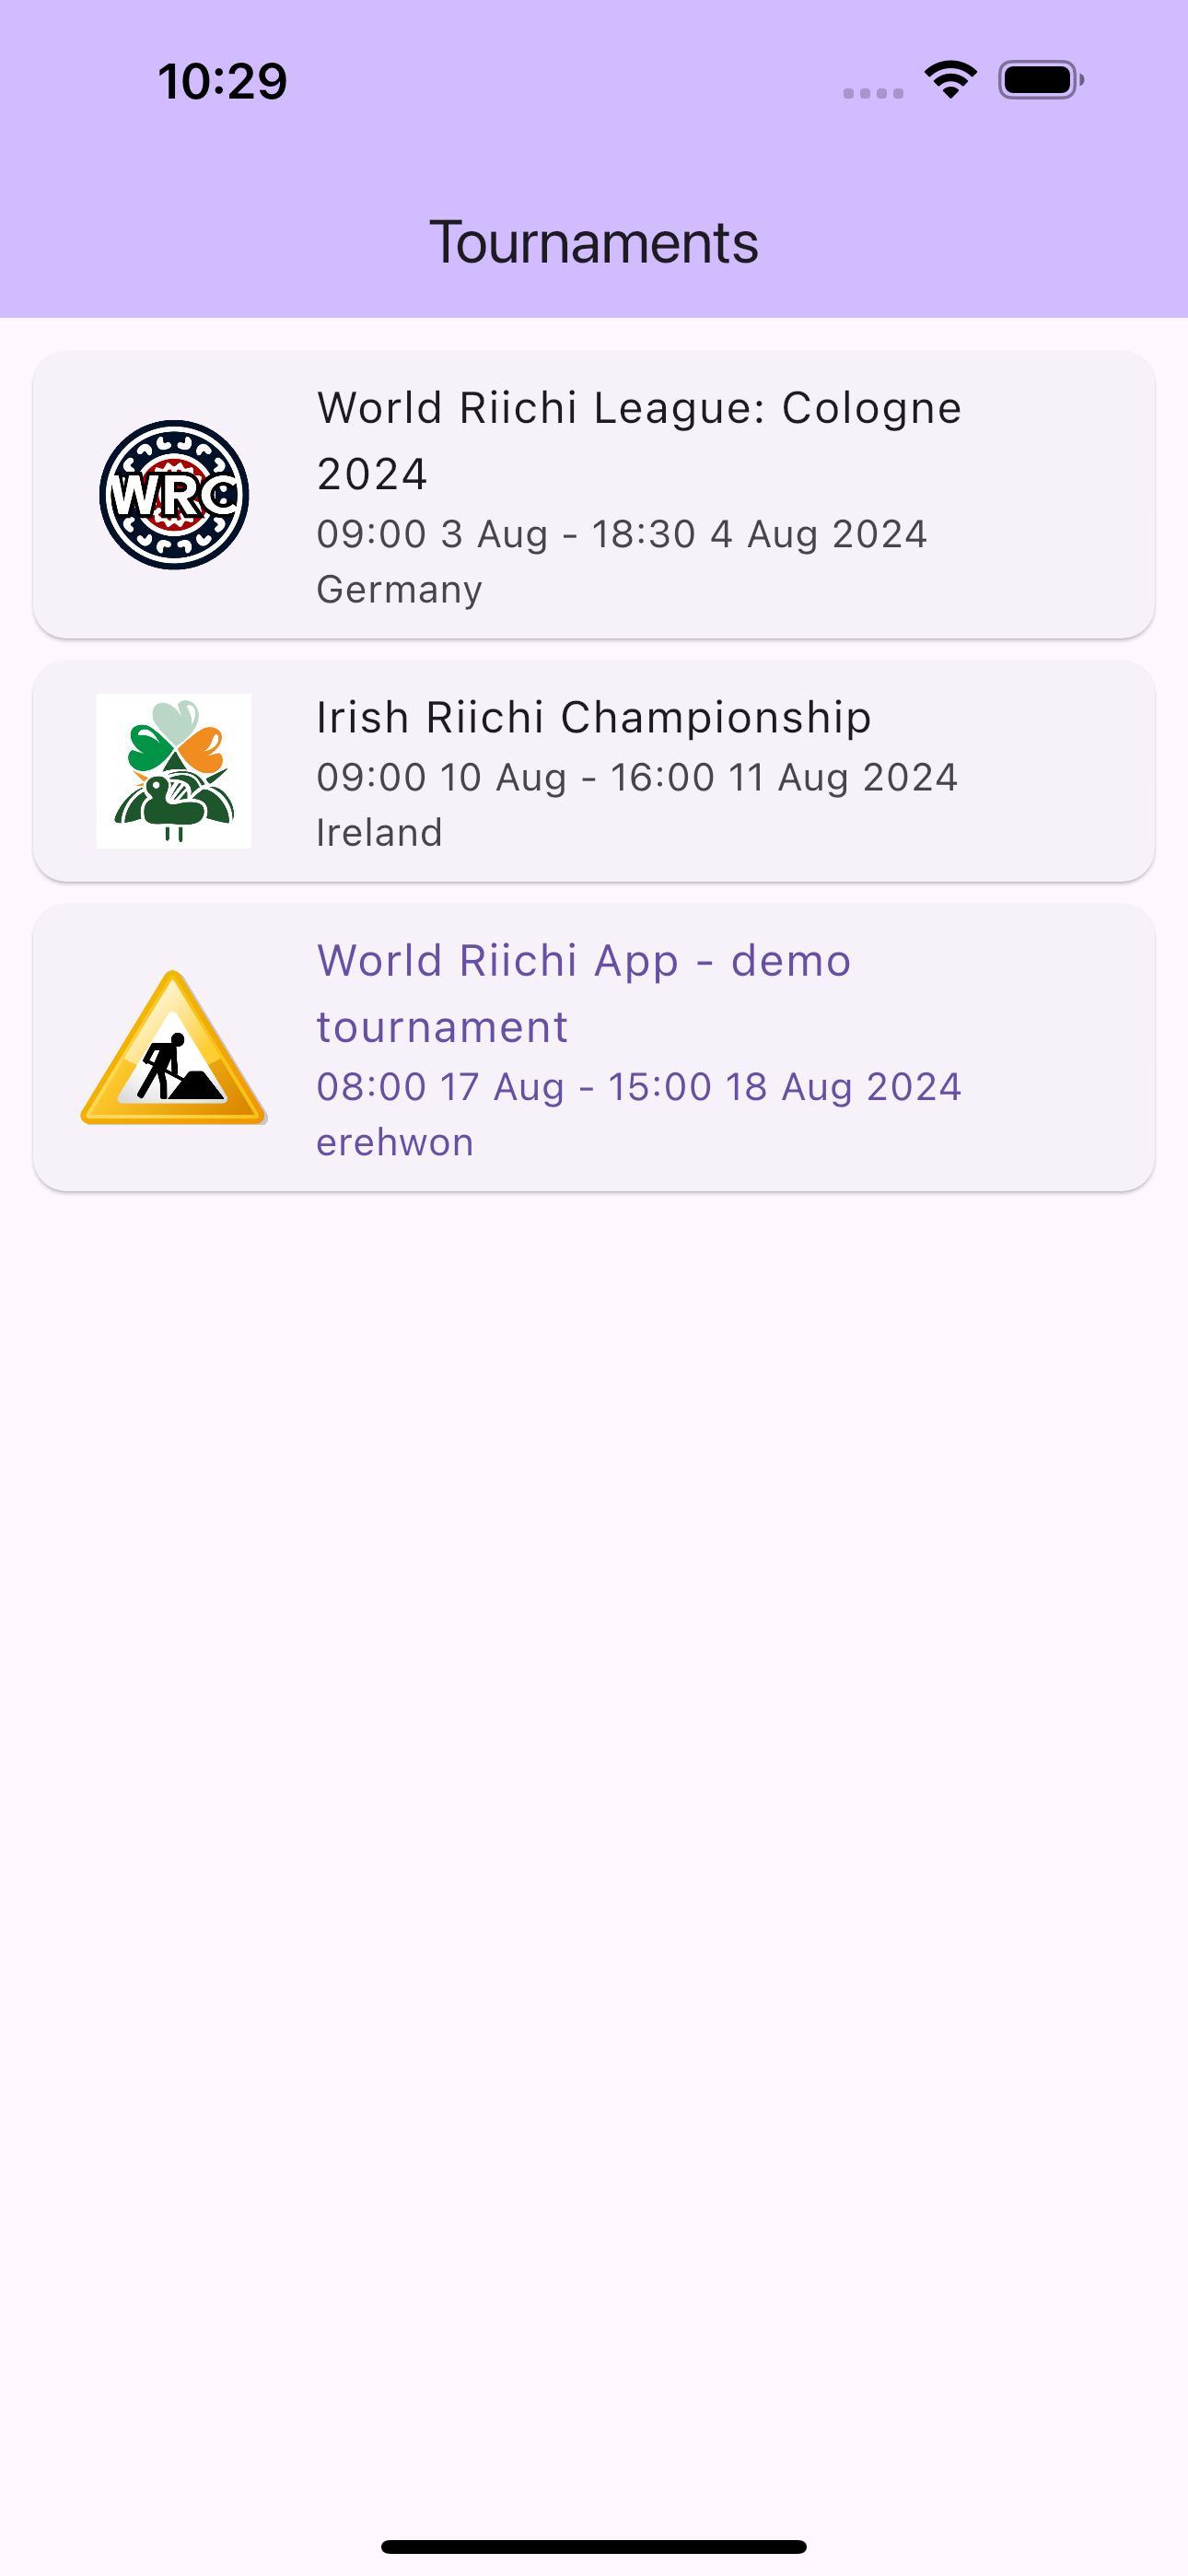 10:29
Tournaments
World Riichi League: Cologne
2024
09:00 3 Aug - 18:30 4 Aug 2024
Germany
WRC
Irish Riichi Championship
09:00 10 Aug - 16:00 11 Aug 2024
Ireland
World Riichi App - demo
tournament
08:00 17 Aug - 15:00 18 Aug 2024
erehwon